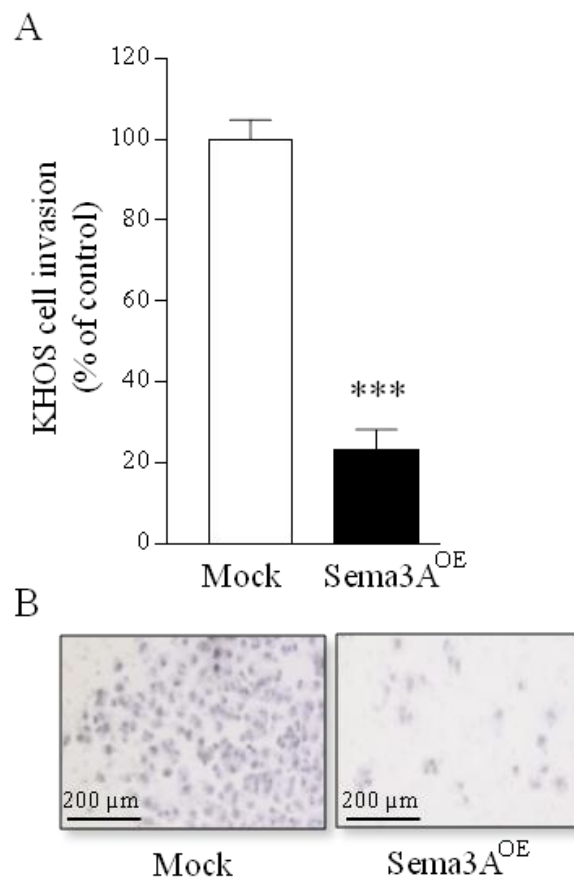 A
KHOS cell invasion
(% of control)
120
100
80
60
40
20
0
***
Mock
Sema3A^OE
B
200 µm
200 µm
Mock
Sema3A^OE